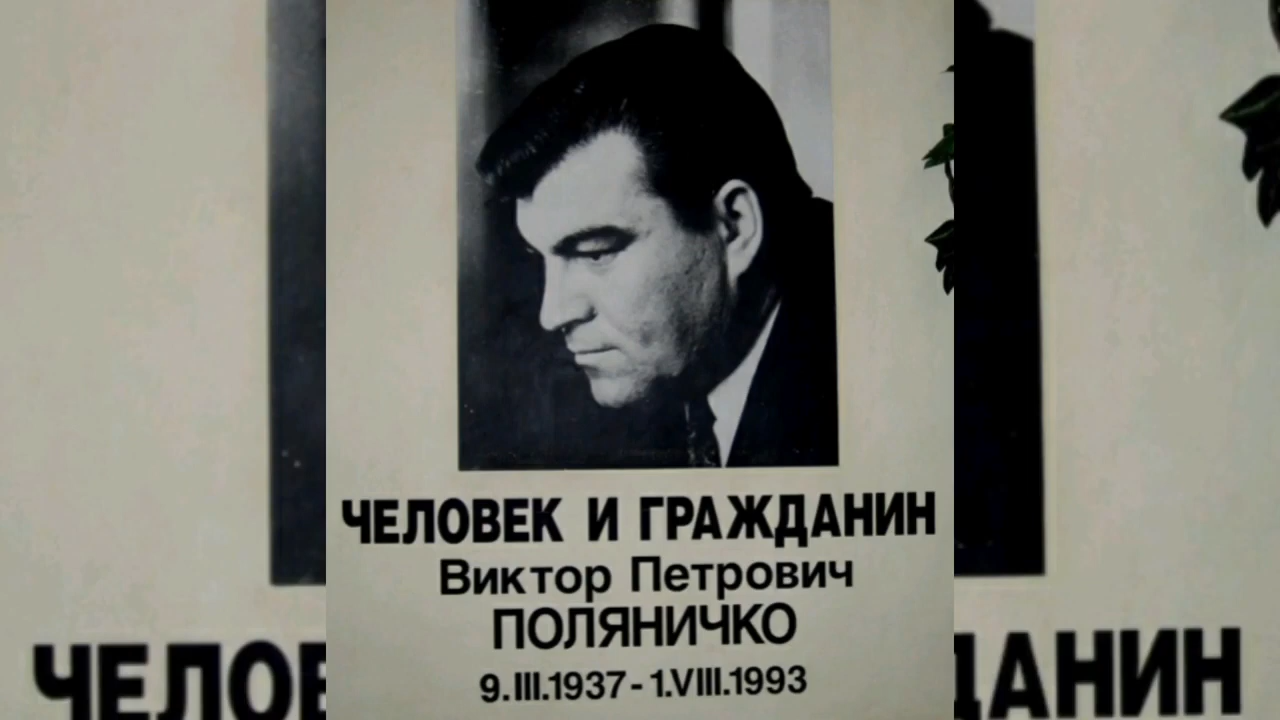 ЧЕЛОВЕК И ГРАЖДАНИН
Виктор Петрович
ПОЛЯНИЧКО
9.III.1937 - 1.VIII.1993